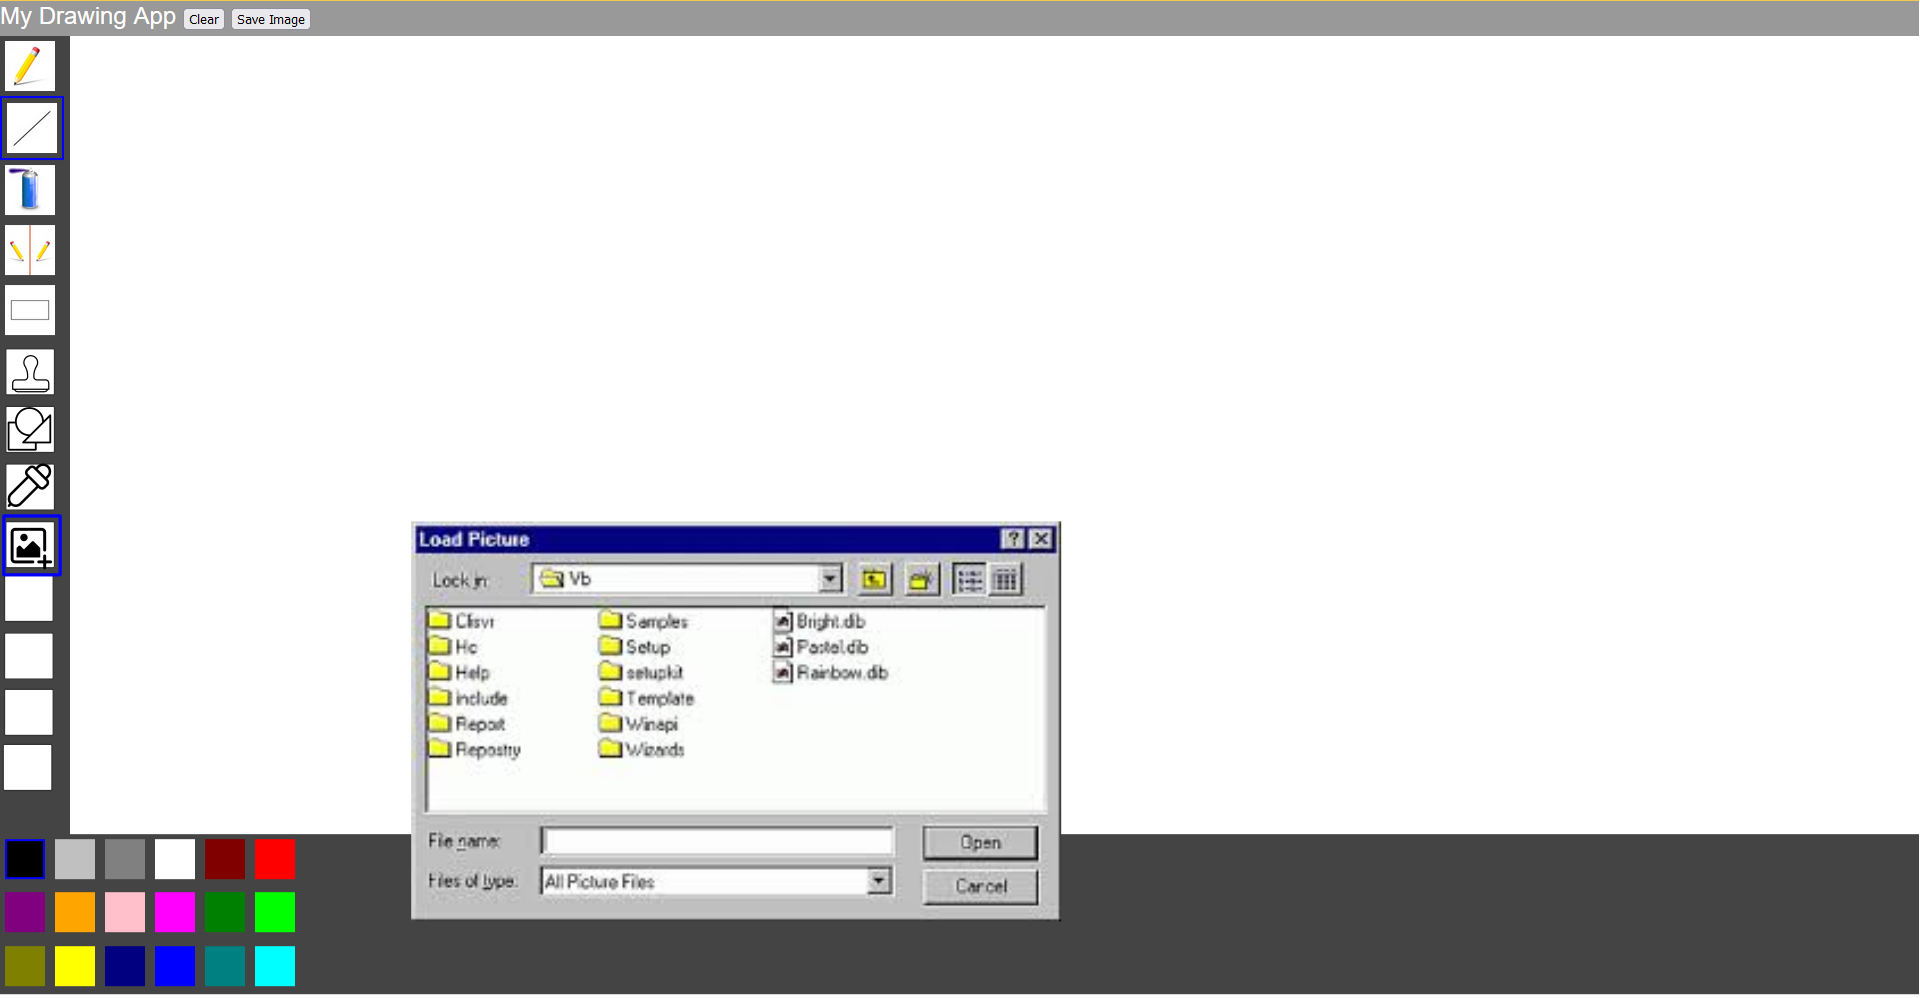 My Drawing App Clear Save Image
Load Picture
Look in: Vb
Clisvr Samples Bright.dib
Hc Setup Pastel.dib
Help setupkit Rainbow.dib
include Template
Report Winapi
Repostry Wizards
File name: Open
Files of type: All Picture Files Cancel